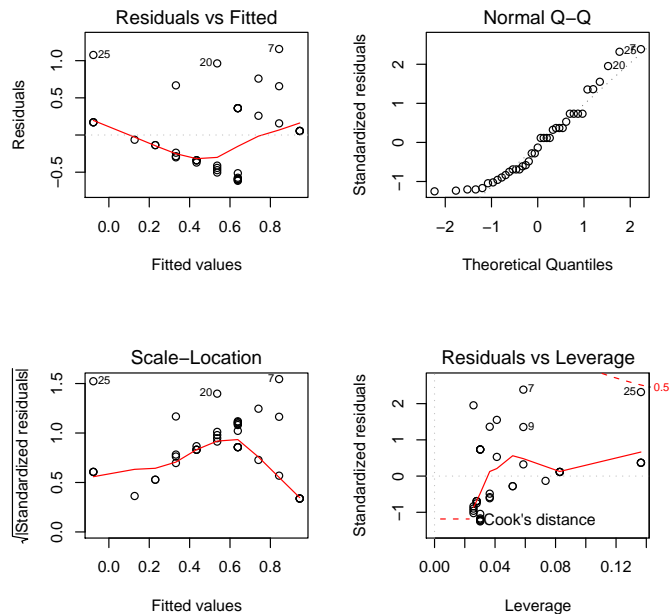 Residuals vs Fitted
Residuals
−0.5
0.5
1.0
25
20
7
0.0 0.2 0.4 0.6 0.8
Fitted values
Normal Q−Q
Standardized residuals
−1
0
1
2
7
25
20
−2 −1 0 1 2
Theoretical Quantiles
Scale−Location
√|Standardized residuals|
0.0
0.5
1.0
1.5
25
20
7
0.0 0.2 0.4 0.6 0.8
Fitted values
Residuals vs Leverage
Standardized residuals
−1
0
1
2
7
25
0.5
9
Cook's distance
0.00 0.04 0.08 0.12
Leverage